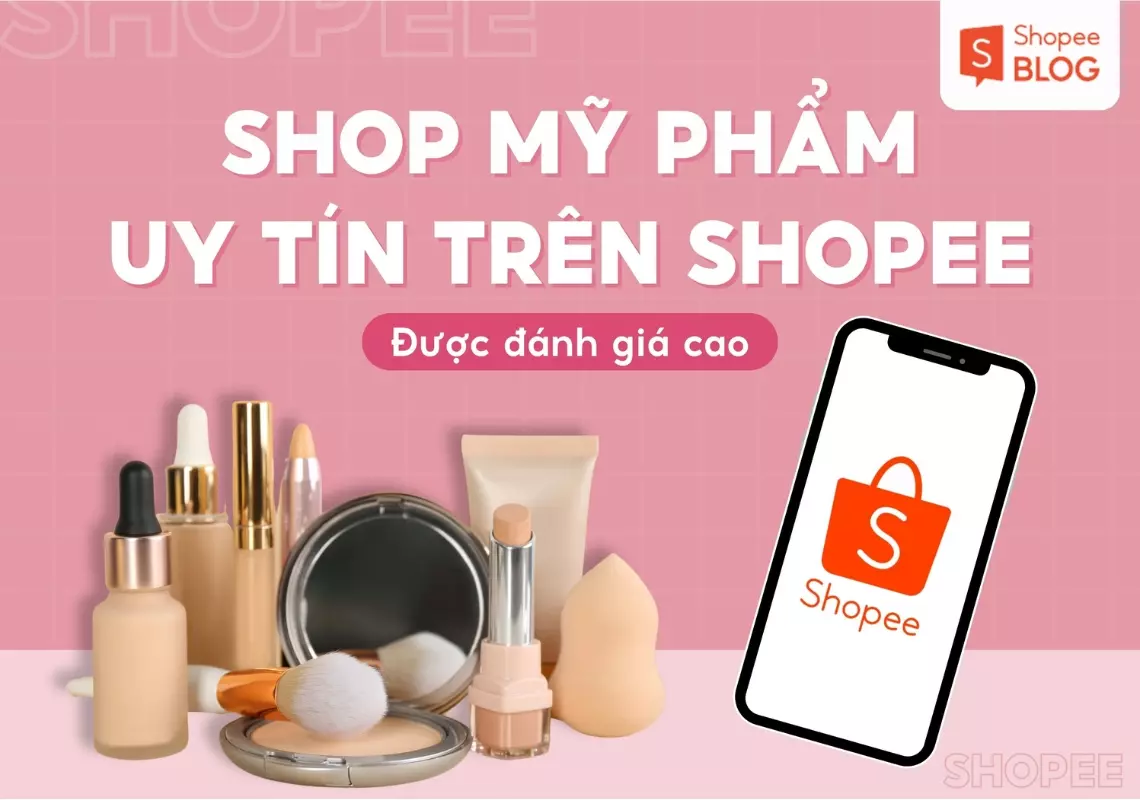 SHOPEE
Shopee
BLOG
SHOP MỸ PHẨM
UY TÍN TRÊN SHOPEE
Được đánh giá cao
S
Shopee
SHOPEE